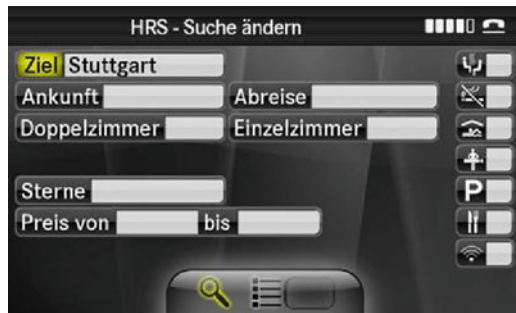 HRS - Suche ändern
Ziel Stuttgart
Ankunft Abreise
Doppelzimmer Einzelzimmer
P
Sterne
Preis von bis